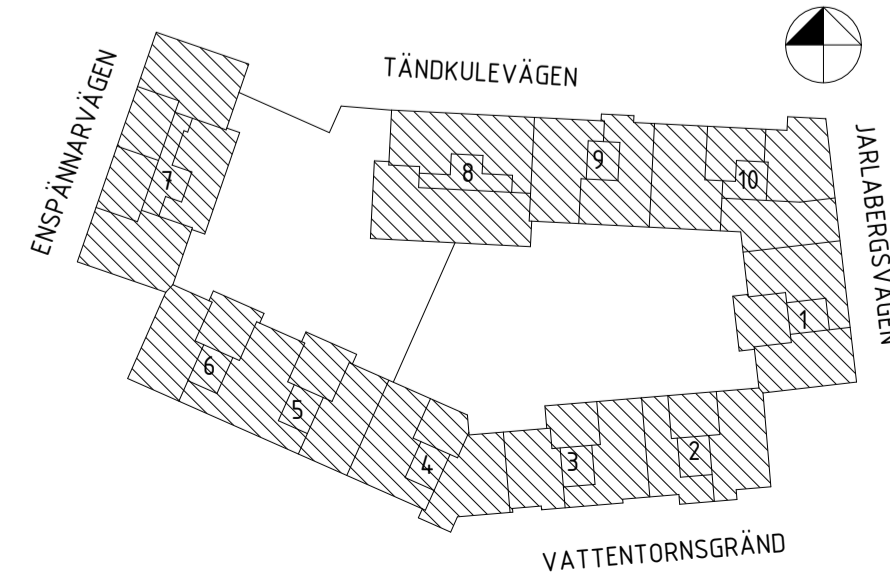 TÄNDKULEVÄGEN
ENSPÄNNARVÄGEN
JARLABERGSVÄGEN
7
8
9
10
1
6
5
4
3
2
VATTENTORNSGRÄND